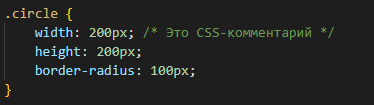 .circle {
    width: 200px; /* Это CSS-комментарий */
    height: 200px;
    border-radius: 100px;
}